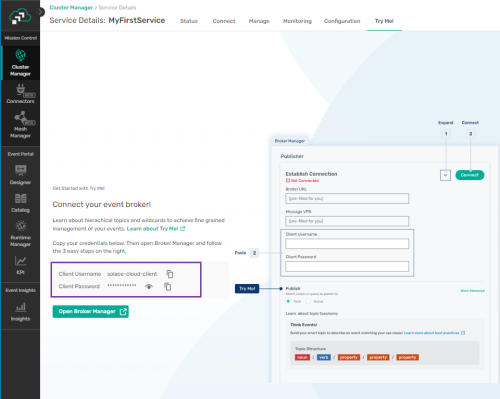 Cluster Manager > Service Details
Service Details: MyFirstService
Status
Connect
Manage
Monitoring
Configuration
Try Me!
Mission Control
Cluster
Manager
BETA
Connectors
BETA
Mesh
Manager
Event Portal
Designer
Catalog
Runtime
Manager
KPI
Event Insights
Insights
Get Started with Try Me!
Connect your event broker!
Learn about hierachical topics and wildcards to achieve fine grained
management of your events. Learn about Try Me!
Copy your credentials below. Then open Broker Manager and follow
the 3 easy steps on the right.
Client Username solace-cloud-client
Client Password ************
Open Broker Manager
Expand
Connect
1
3
Broker Manager
Publisher
Establish Connection
Not Connected
Connect
Broker URL
[pre-filled for you]
Message VPN
[pre-filled for you]
Client Username
Paste 2
Client Password
Try Me!
Publish
Show Advanced
Topic
Queue
Learn about topic taxonomy
Think Events!
Build your smart topic to describe an event matching your use cases! Learn more about best practices
Topic Structure
noun / verb / property / property / property